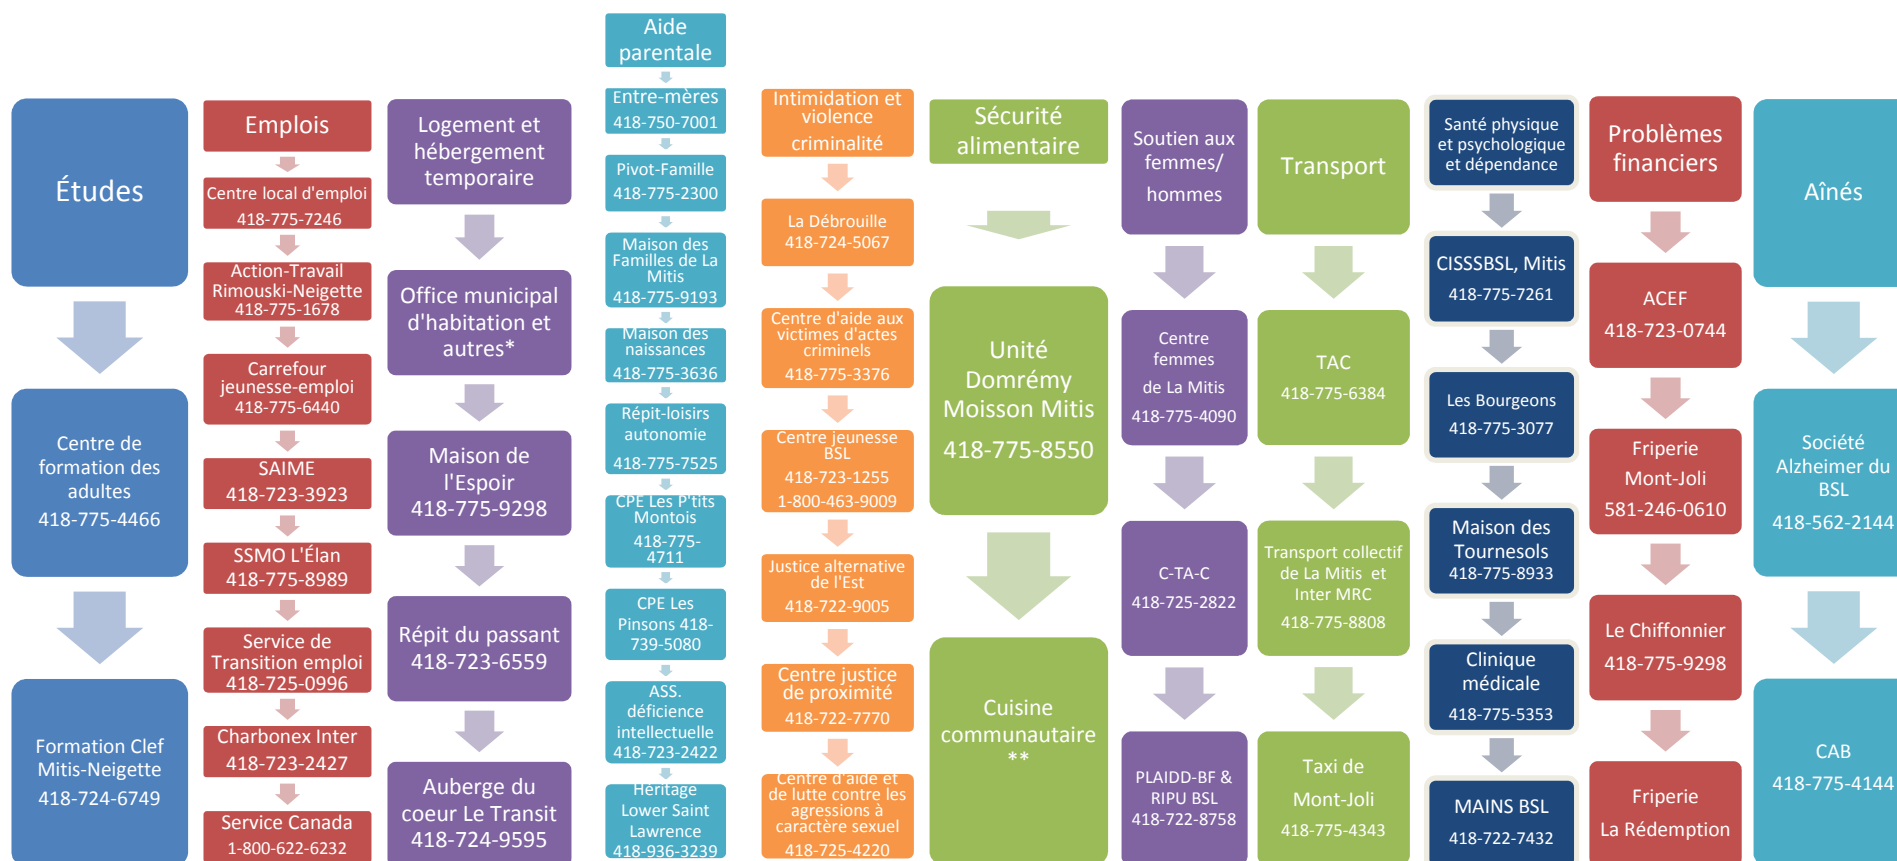 Études
Centre de
formation des
adultes
418-775-4466
Formation Clef
Mitis-Neigette
418-724-6749
Emplois
Centre local d'emploi
418-775-7246
Action-Travail
Rimouski-Neigette
418-775-1678
Carrefour
jeunesse-emploi
418-775-6440
SAIME
418-723-3923
SSMO L'Élan
418-775-8989
Service de
Transition emploi
418-725-0996
Charbonex Inter
418-723-2427
Service Canada
1-800-622-6232
Logement et
hébergement
temporaire
Office municipal
d'habitation et
autres*
Maison de
l'Espoir
418-775-9298
Répit du passant
418-723-6559
Auberge du
coeur Le Transit
418-724-9595
Aide
parentale
Entre-mères
418-750-7001
Pivot-Famille
418-775-2300
Maison des
Familles de La
Mitis
418-775-9193
Maison des
naissances
418-775-3636
Répit-loisirs
autonomie
418-775-7525
CPE Les P'tits
Montois
418-775-
4711
CPE Les
Pinsons 418-
739-5080
ASS.
déficience
intellectuelle
418-723-2422
Héritage
Lower Saint
Lawrence
418-936-3239
Intimidation et
violence
criminalité
La Débrouille
418-724-5067
Centre d'aide aux
victimes d'actes
criminels
418-775-3376
Centre jeunesse
BSL
418-723-1255
1-800-463-9009
Justice alternative
de l'Est
418-722-9005
Centre justice
de proximité
418-722-7770
Centre d'aide et
de lutte contre les
agressions à
caractère sexuel
418-725-4220
Sécurité
alimentaire
Unité
Domrémy
Moisson Mitis
418-775-8550
Cuisine
communautaire
**
Soutien aux
femmes/
hommes
Centre
femmes
de La Mitis
418-775-4090
C-TA-C
418-725-2822
PLAIDD-BF &
RIPU BSL
418-722-8758
Transport
TAC
418-775-6384
Transport collectif
de La Mitis et
Inter MRC
418-775-8808
Taxi de
Mont-Joli
418-775-4343
Santé physique
et psychologique
et dépendance
CISSSBSL, Mitis
418-775-7261
Les Bourgeons
418-775-3077
Maison des
Tournesols
418-775-8933
Clinique
médicale
418-775-5353
MAINS BSL
418-722-7432
Problèmes
financiers
ACEF
418-723-0744
Friperie
Mont-Joli
581-246-0610
Le Chiffonnier
418-775-9298
Friperie
La Rédemption
Aînés
Société
Alzheimer du
BSL
418-562-2144
CAB
418-775-4144